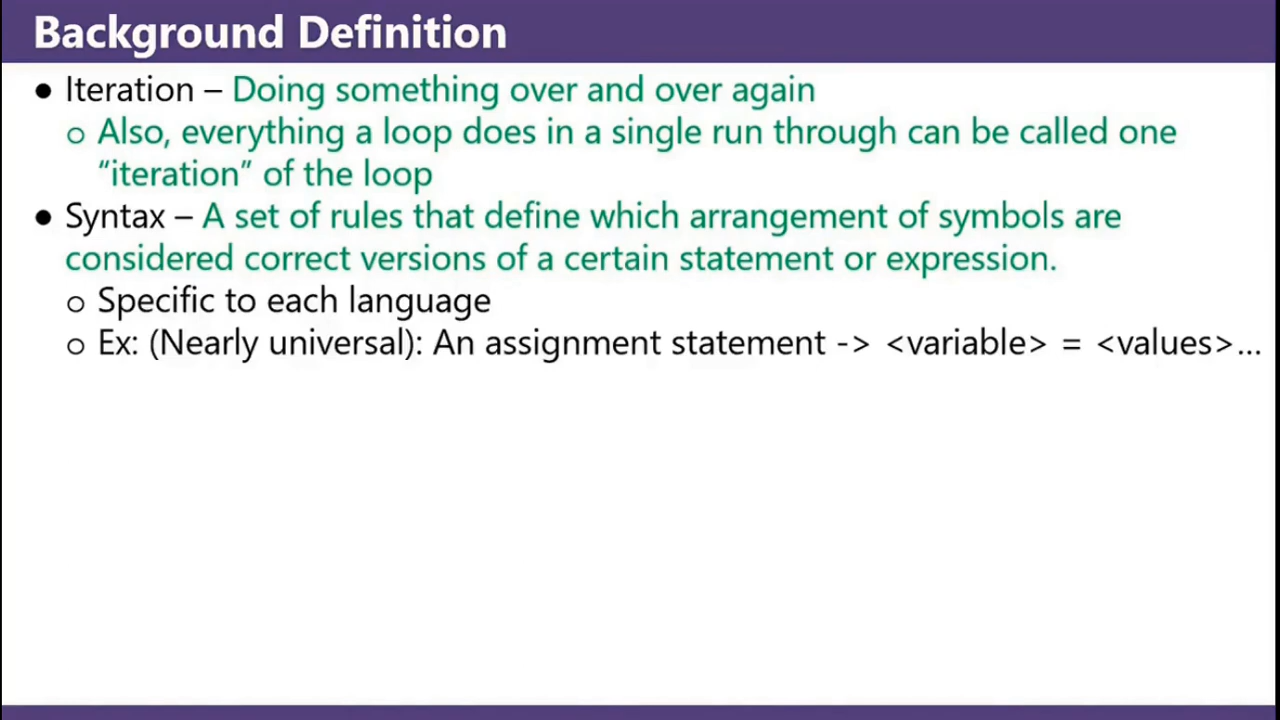 Background Definition
● Iteration – Doing something over and over again
○ Also, everything a loop does in a single run through can be called one
“iteration” of the loop
● Syntax – A set of rules that define which arrangement of symbols are
considered correct versions of a certain statement or expression.
○ Specific to each language
○ Ex: (Nearly universal): An assignment statement -> <variable> = <values>...